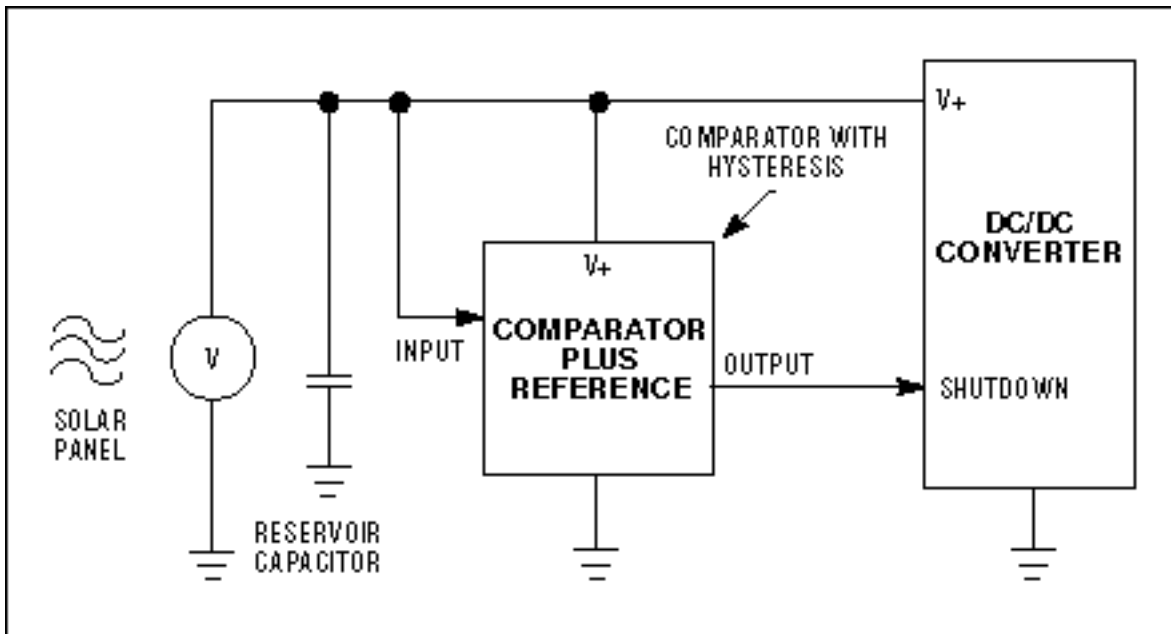 V+
COMPARATOR WITH
HYSTERESIS
DC/DC
CONVERTER
V+
COMPARATOR
PLUS
REFERENCE
INPUT
OUTPUT
SHUTDOWN
V
SOLAR
PANEL
RESERVOIR
CAPACITOR